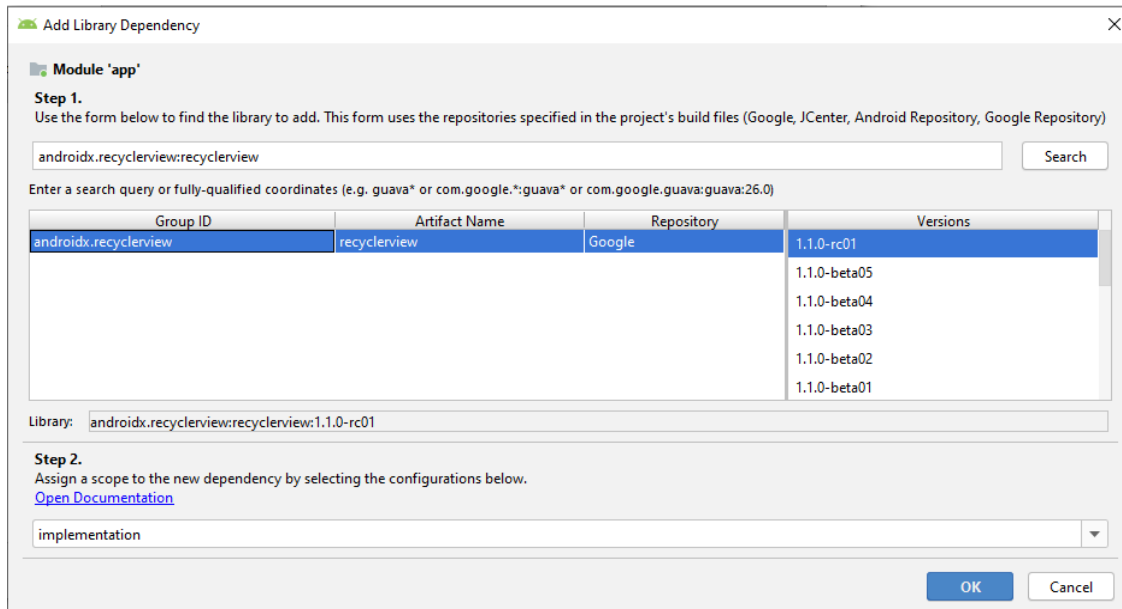 Add Library Dependency
Module 'app'
Step 1.
Use the form below to find the library to add. This form uses the repositories specified in the project's build files (Google, JCenter, Android Repository, Google Repository)
androidx.recyclerview:recyclerview
Search
Enter a search query or fully-qualified coordinates (e.g. guava* or com.google.*:guava* or com.google.guava:guava:26.0)
Group ID Artifact Name Repository Versions
androidx.recyclerview recyclerview Google 1.1.0-rc01
1.1.0-beta05
1.1.0-beta04
1.1.0-beta03
1.1.0-beta02
1.1.0-beta01
Library: androidx.recyclerview:recyclerview:1.1.0-rc01
Step 2.
Assign a scope to the new dependency by selecting the configurations below.
Open Documentation
implementation
OK Cancel